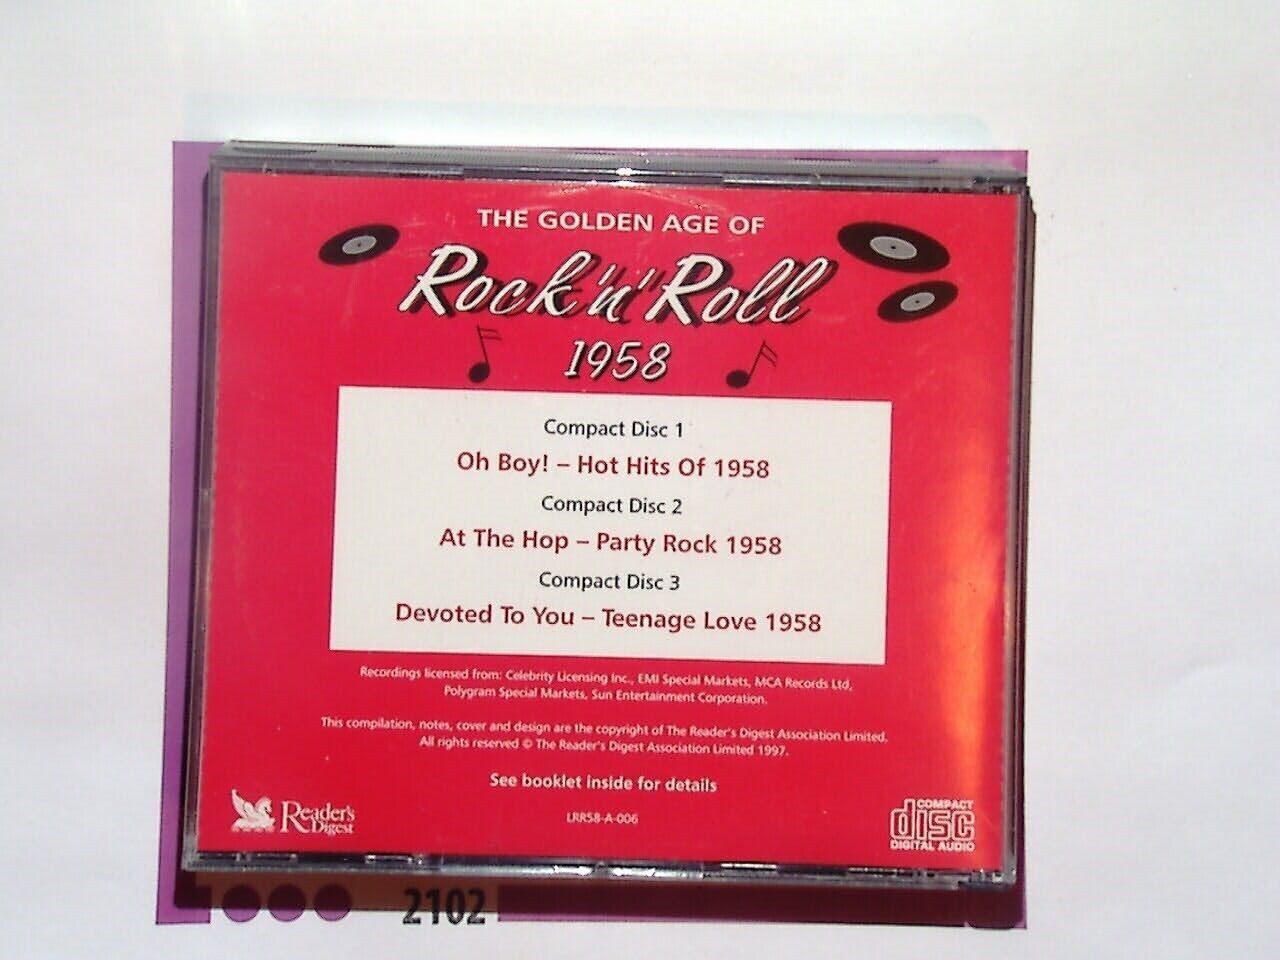 THE GOLDEN AGE OF
Rock 'n' Roll
1958
Compact Disc 1
Oh Boy! – Hot Hits Of 1958
Compact Disc 2
At The Hop – Party Rock 1958
Compact Disc 3
Devoted To You – Teenage Love 1958
Recordings licensed from: Celebrity Licensing Inc., EMI Special Markets, MCA Records Ltd,
Polygram Special Markets, Sun Entertainment Corporation.
This compilation, notes, cover and design are the copyright of The Reader's Digest Association Limited.
All rights reserved © The Reader's Digest Association Limited 1997.
See booklet inside for details
Reader's
Digest
LRR58-A-006
COMPACT
disc
DIGITAL AUDIO
2102